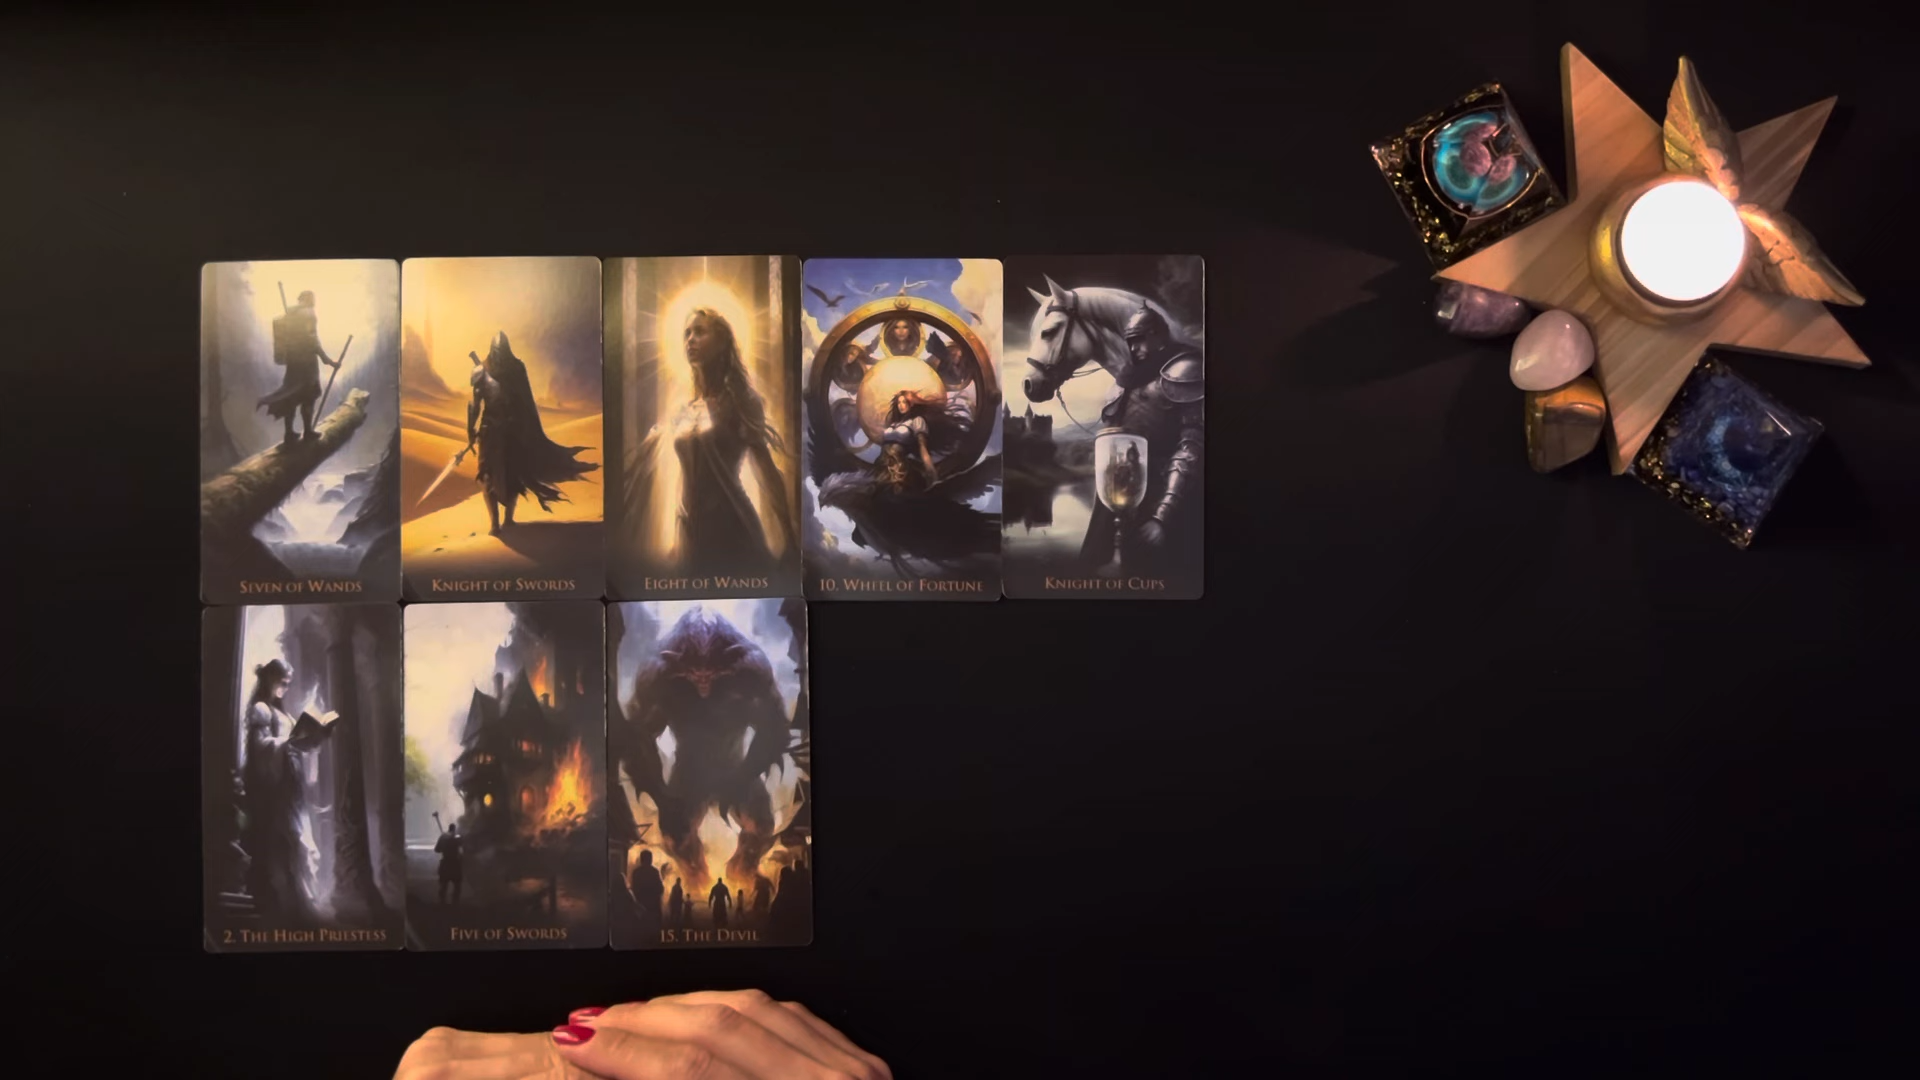 SEVEN OF WANDS
KNIGHT OF SWORDS
EIGHT OF WANDS
10. WHEEL OF FORTUNE
KNIGHT OF CUPS
2. THE HIGH PRIESTESS
FIVE OF SWORDS
15. THE DEVIL